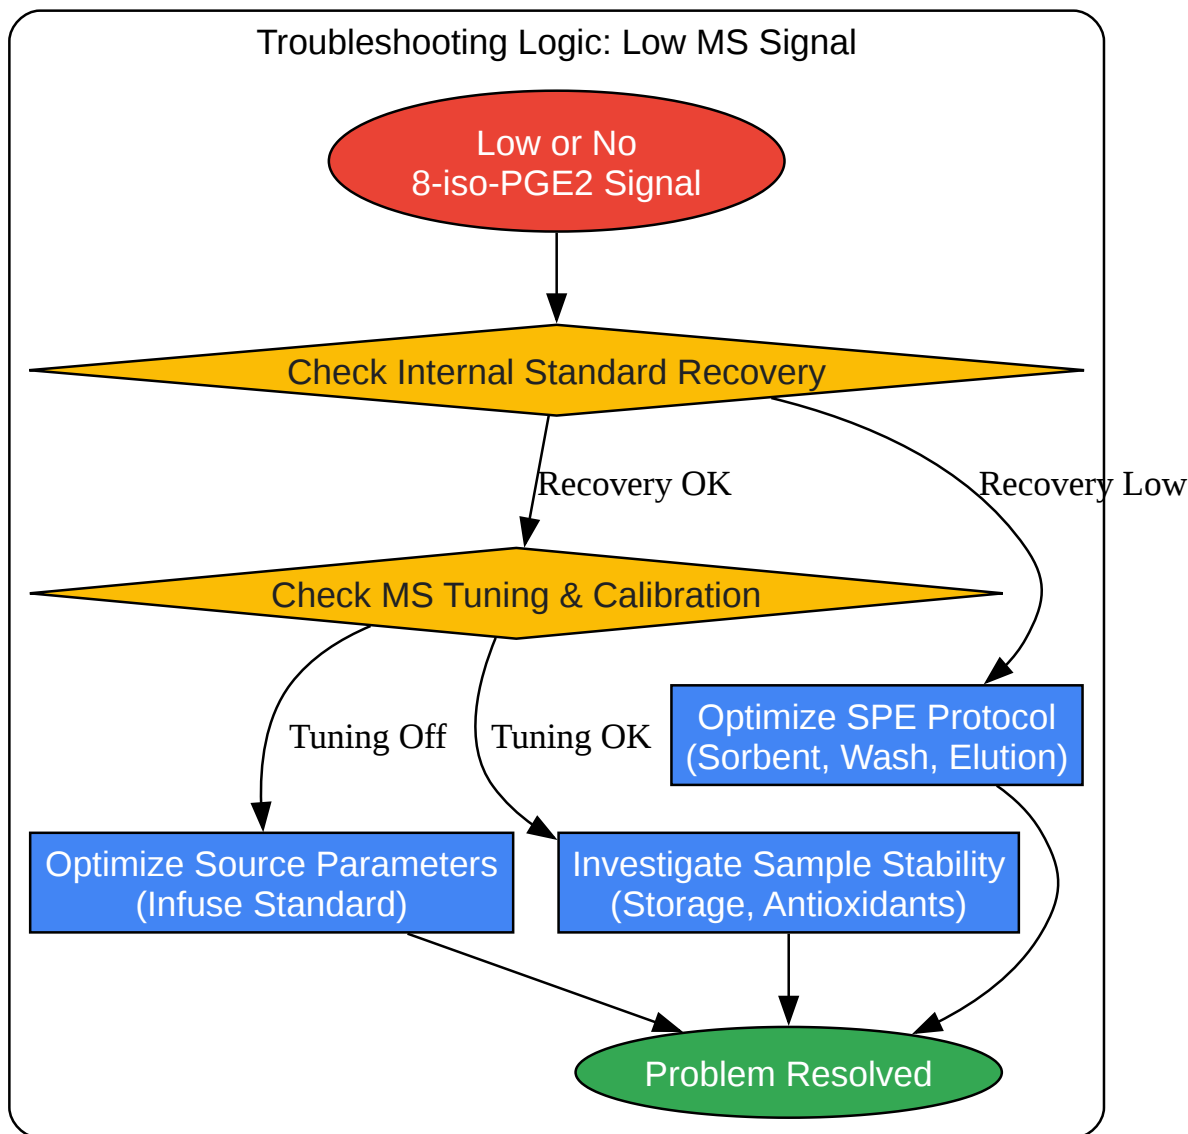 Troubleshooting Logic: Low MS Signal
Low or No
8-iso-PGE2 Signal
Check Internal Standard Recovery
Recovery OK
Recovery Low
Check MS Tuning & Calibration
Tuning Off
Tuning OK
Optimize SPE Protocol
(Sorbent, Wash, Elution)
Optimize Source Parameters
(Infuse Standard)
Investigate Sample Stability
(Storage, Antioxidants)
Problem Resolved